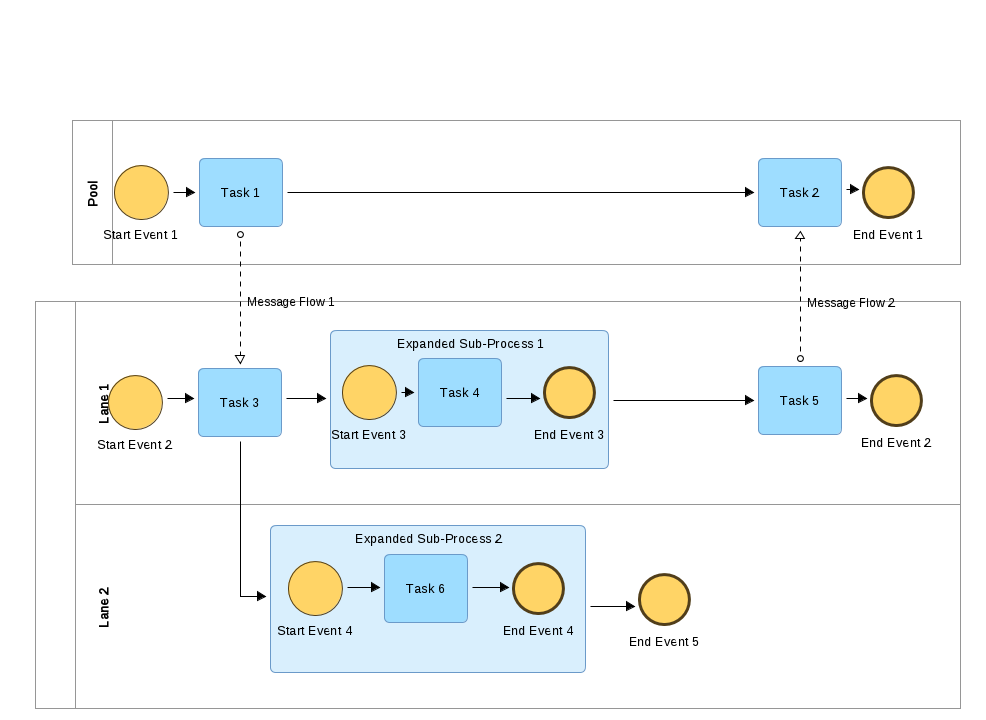 Pool
Start Event 1
Task 1
Task 2
End Event 1
Message Flow 1
Message Flow 2
Lane 1
Start Event 2
Task 3
Expanded Sub-Process 1
Start Event 3
Task 4
End Event 3
Task 5
End Event 2
Lane 2
Expanded Sub-Process 2
Start Event 4
Task 6
End Event 4
End Event 5